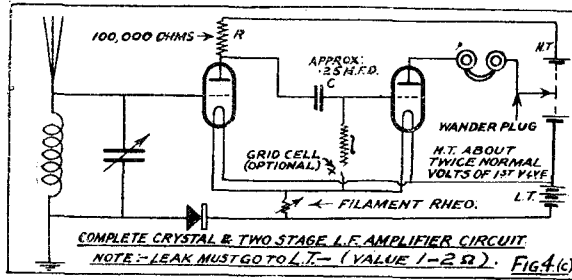 100,000 OHMS
R
APPROX:
.25 M.F.D.
C
P
H.T
WANDER PLUG
GRID CELL
(OPTIONAL)
H.T. ABOUT
TWICE NORMAL
VOLTS OF 1ST VLVE.
L.T.
FILAMENT RHEO.
COMPLETE CRYSTAL & TWO STAGE L.F. AMPLIFIER CIRCUIT
NOTE:- LEAK MUST GO TO L.T.- (VALUE 1-2 Ω). FIG.4(c)